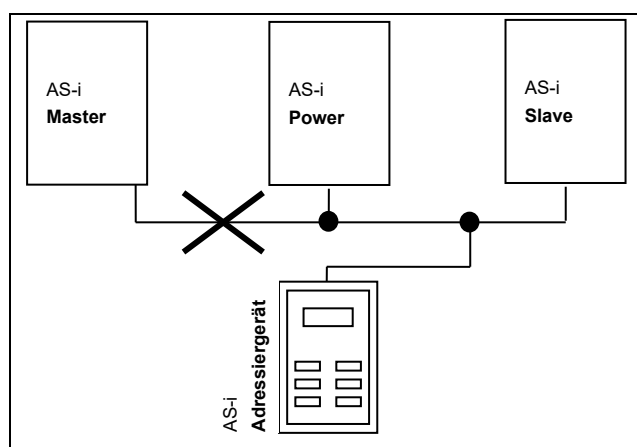 AS-i
Master
AS-i
Power
AS-i
Slave
AS-i
Adressiergerät